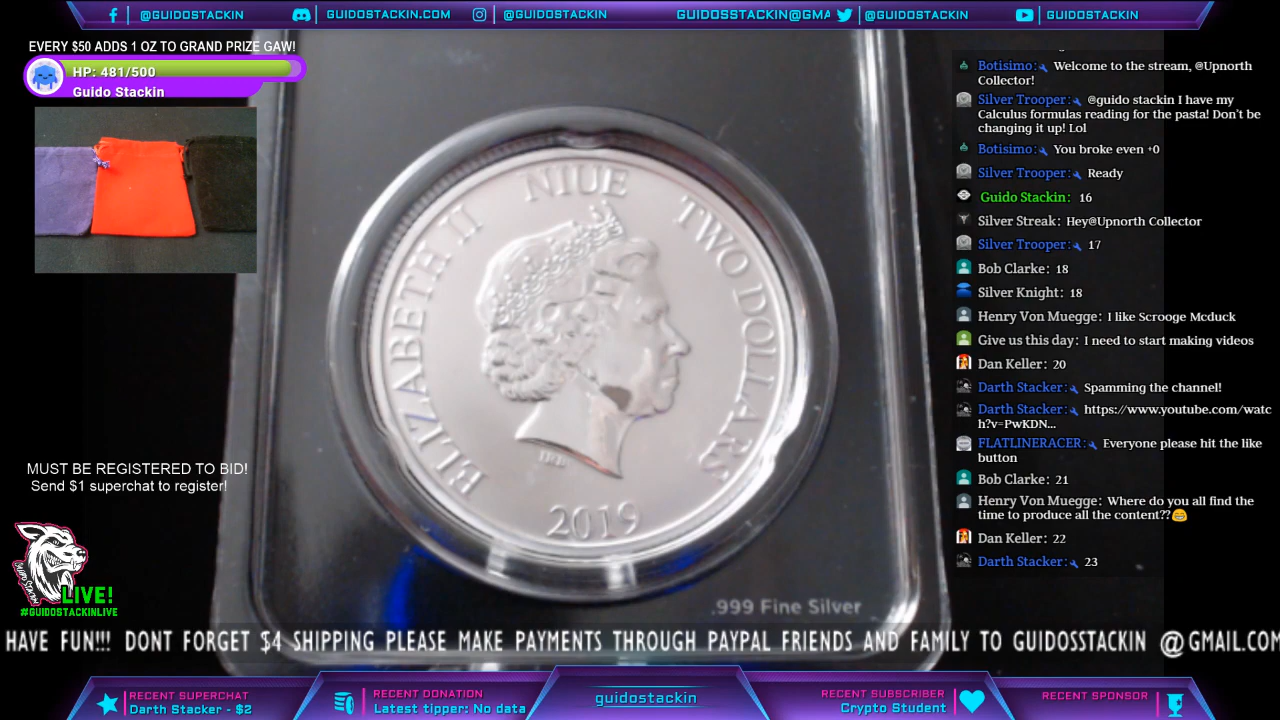 @GUIDOSTACKIN
GUIDOSTACKIN.COM
@GUIDOSTACKIN
GUIDOSSTACKIN@GMA
@GUIDOSTACKIN
GUIDOSTACKIN
EVERY $50 ADDS 1 OZ TO GRAND PRIZE GAW!
HP: 481/500
Guido Stackin
ELIZABETH II NIUE TWO DOLLARS
IRB
2019
.999 Fine Silver
Botisimo: Welcome to the stream, @Upnorth
Collector!
Silver Trooper: @guido stackin I have my
Calculus formulas reading for the pasta! Don't be
changing it up! Lol
Botisimo: You broke even +0
Silver Trooper: Ready
Guido Stackin: 16
Silver Streak: Hey@Upnorth Collector
Silver Trooper: 17
Bob Clarke: 18
Silver Knight: 18
Henry Von Muegge: I like Scrooge Mcduck
Give us this day: I need to start making videos
Dan Keller: 20
Darth Stacker: Spamming the channel!
Darth Stacker: https://www.youtube.com/watc
h?v=PwKDN...
FLATLINERACER: Everyone please hit the like
button
Bob Clarke: 21
Henry Von Muegge: Where do you all find the
time to produce all the content??😁
Dan Keller: 22
Darth Stacker: 23
MUST BE REGISTERED TO BID!
Send $1 superchat to register!
LIVE!
#GUIDOSTACKINLIVE
HAVE FUN!!! DONT FORGET $4 SHIPPING PLEASE MAKE PAYMENTS THROUGH PAYPAL FRIENDS AND FAMILY TO GUIDOSSTACKIN @GMAIL.COM
RECENT SUPERCHAT
Darth Stacker - $2
RECENT DONATION
Latest tipper: No data
guidostackin
RECENT SUBSCRIBER
Crypto Student
RECENT SPONSOR